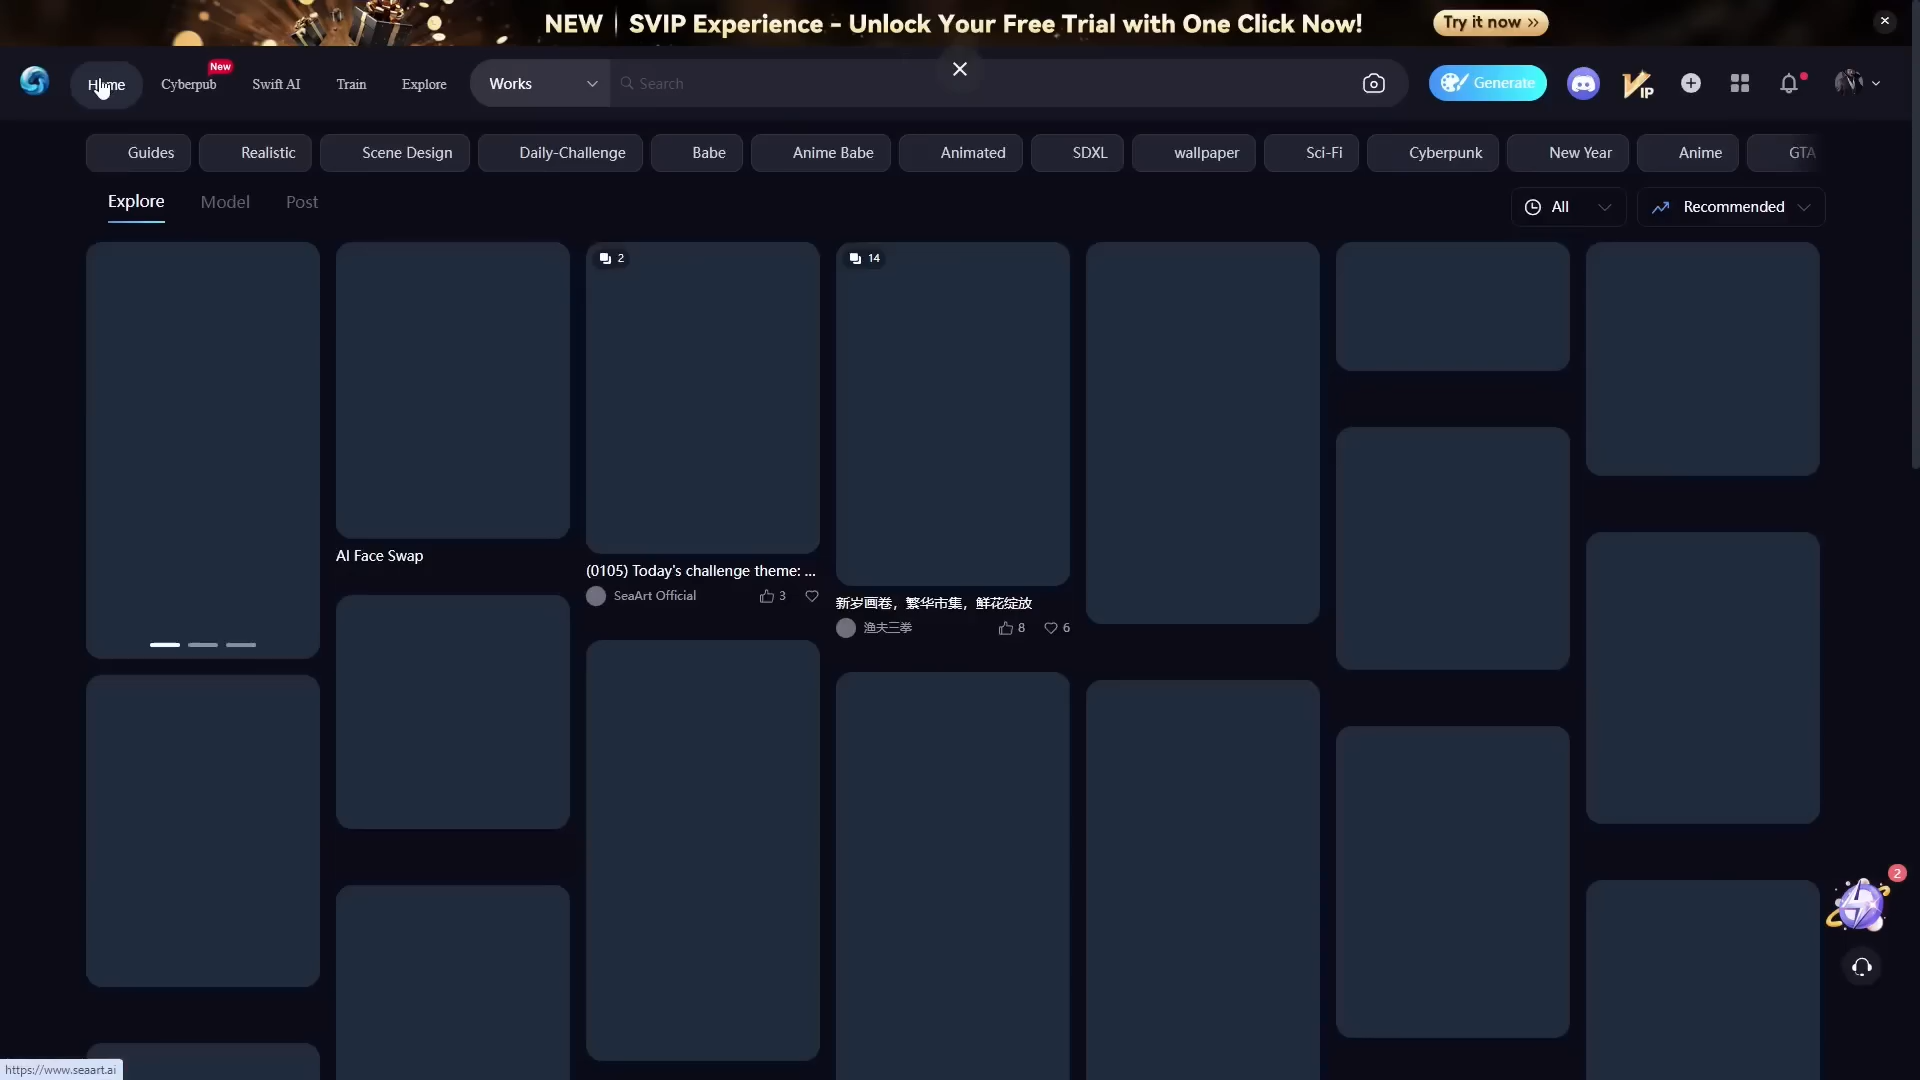 NEW | SVIP Experience – Unlock Your Free Trial with One Click Now!
Try it now »
Home
Cyberpub
New
Swift AI
Train
Explore
Works
Search
Generate
VIP
Guides
Realistic
Scene Design
Daily-Challenge
Babe
Anime Babe
Animated
SDXL
wallpaper
Sci-Fi
Cyberpunk
New Year
Anime
GTA
Explore
Model
Post
All
Recommended
2
14
AI Face Swap
(0105) Today's challenge theme: ...
SeaArt Official
3
新岁画卷，繁华市集，鲜花绽放
渔夫三拳
8
6
2
https://www.seaart.ai